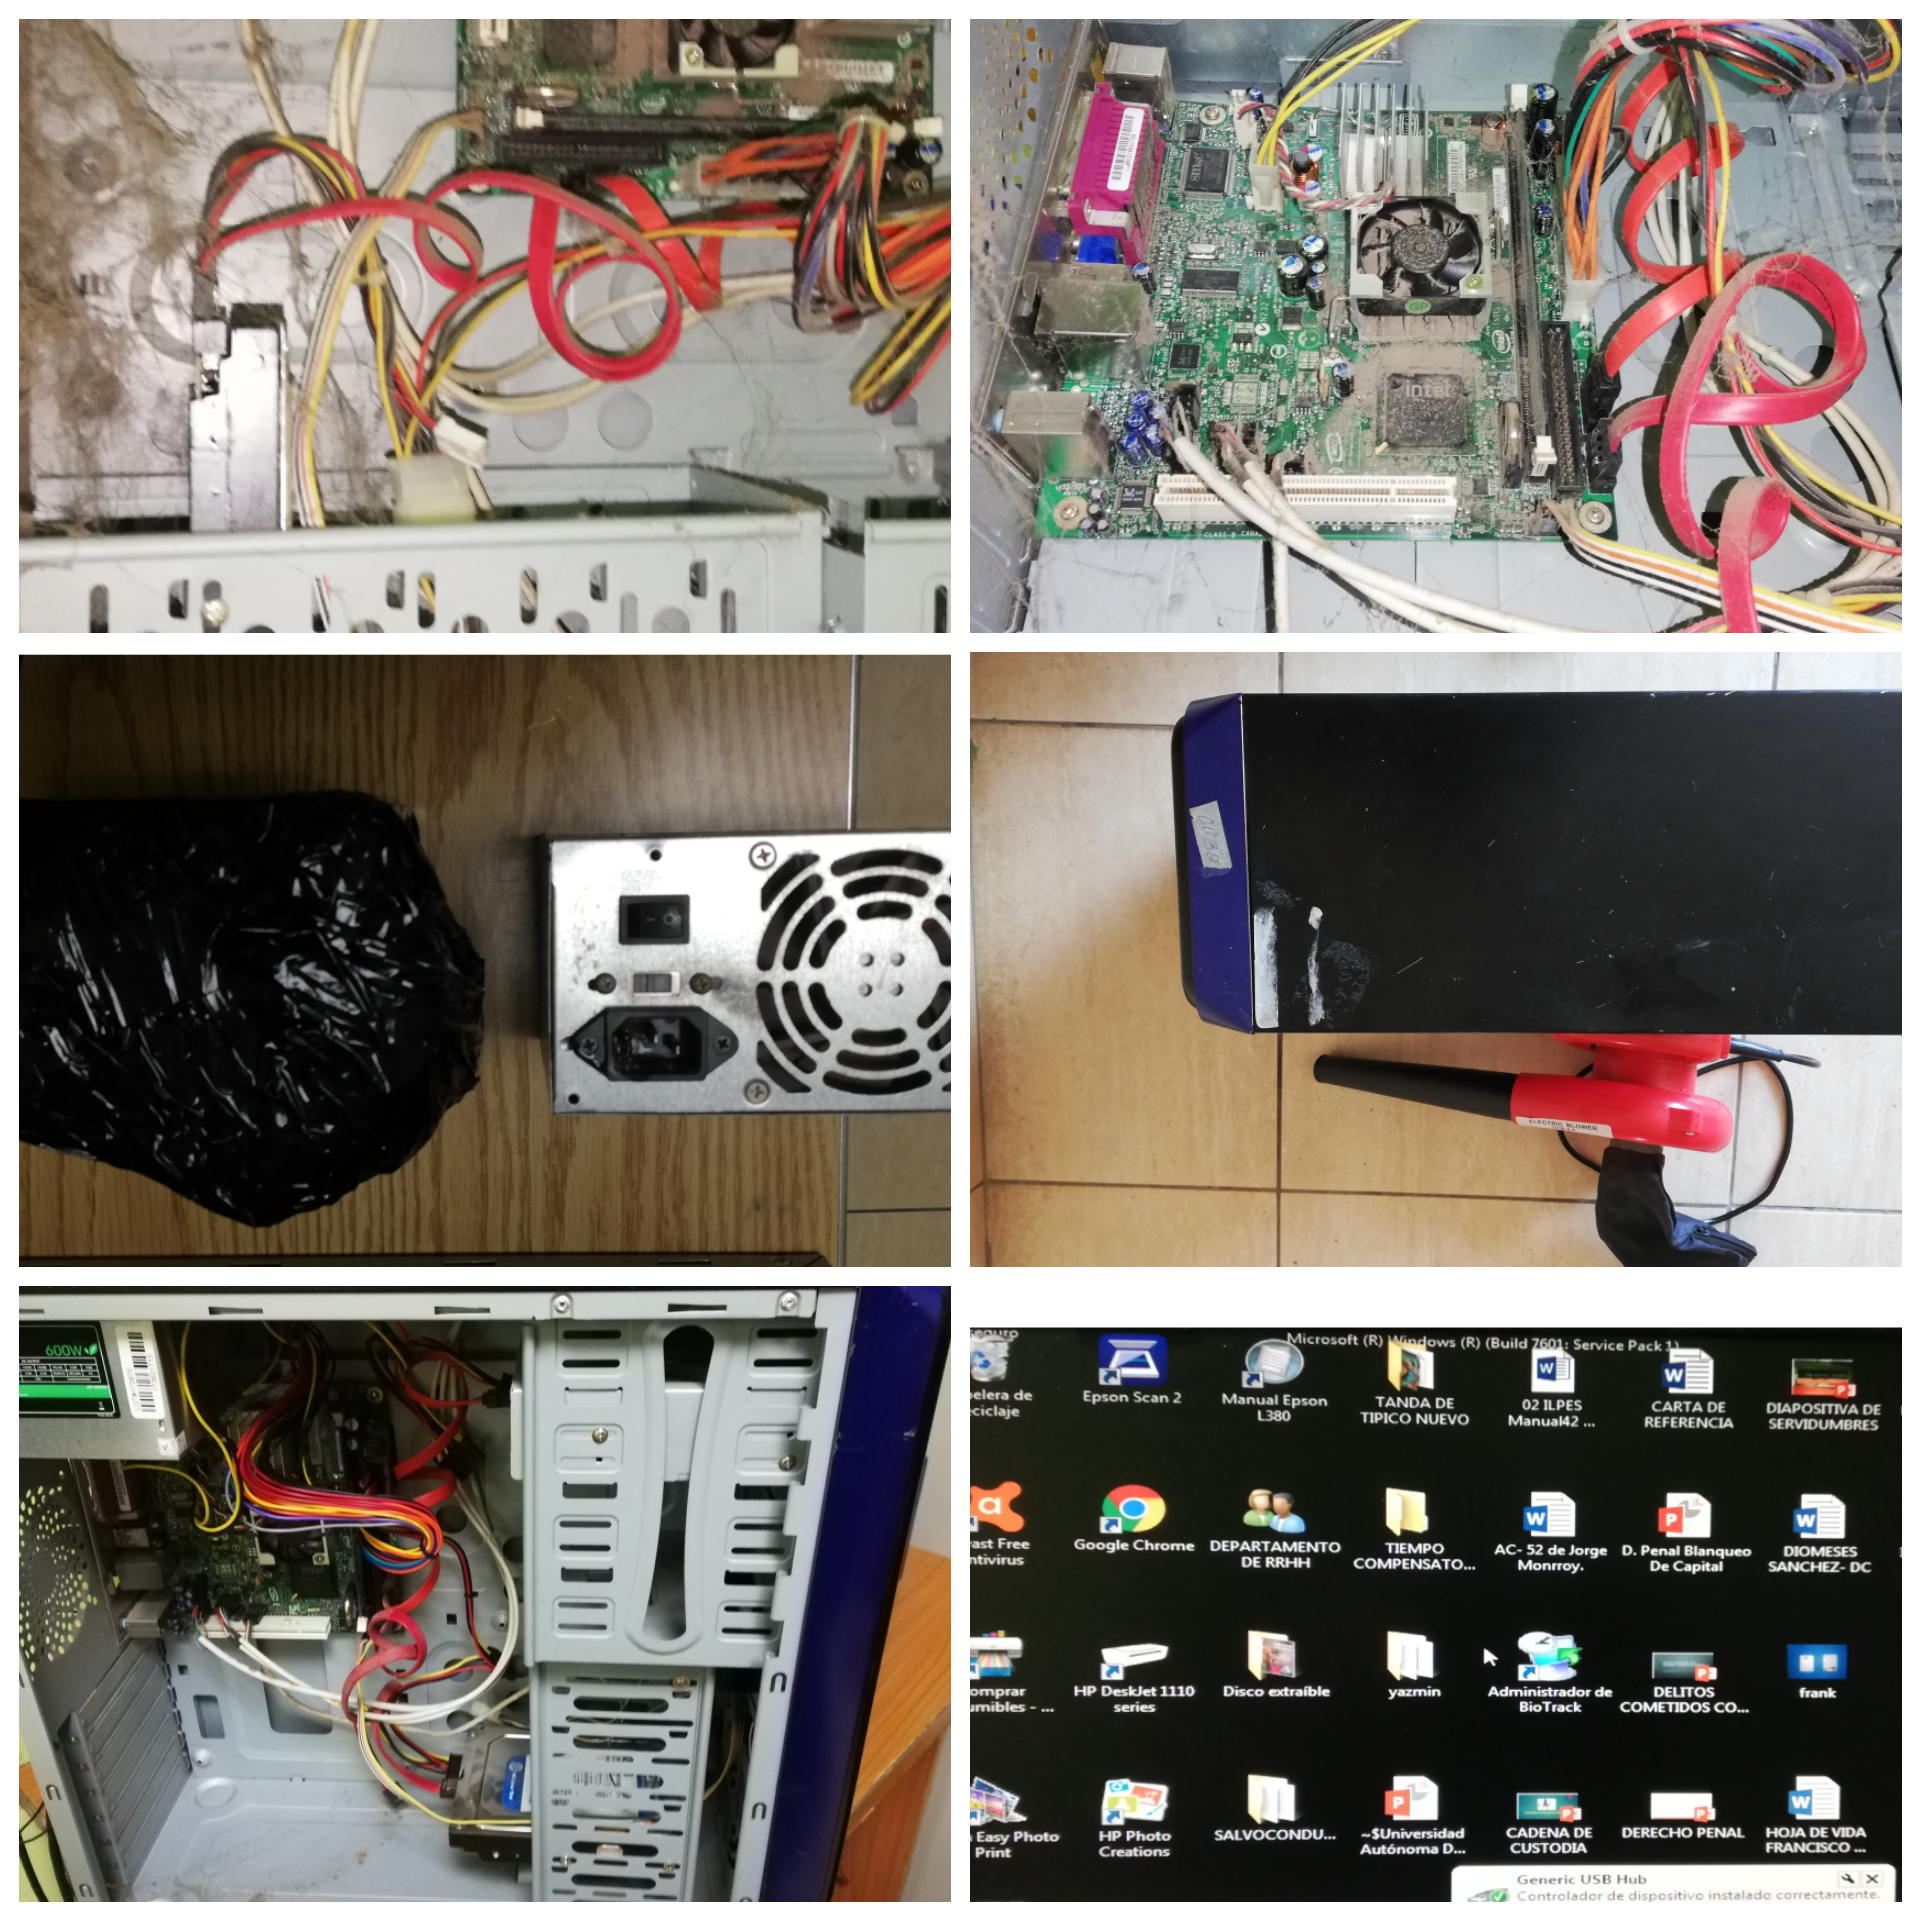 intel
GP
CLASS-B CANA
0080
ELECTRIC BLOWER
600W
Microsoft (R) Windows (R) (Build 7601: Service Pack 1)
Epson Scan 2
Manual Epson
L380
TANDA DE
TIPICO NUEVO
02 ILPES
Manual42 ...
CARTA DE
REFERENCIA
DIAPOSITIVA DE
SERVIDUMBRES
Google Chrome
DEPARTAMENTO
DE RRHH
TIEMPO
COMPENSATO...
AC- 52 de Jorge
Monrroy.
D. Penal Blanqueo
De Capital
DIOMESES
SANCHEZ- DC
HP DeskJet 1110
series
Disco extraíble
yazmin
Administrador de
BioTrack
DELITOS
COMETIDOS CO...
frank
Easy Photo
Print
HP Photo
Creations
SALVOCONDU...
~$Universidad
Autónoma D...
CADENA DE
CUSTODIA
DERECHO PENAL
HOJA DE VIDA
FRANCISCO ...
Generic USB Hub
Controlador de dispositivo instalado correctamente.